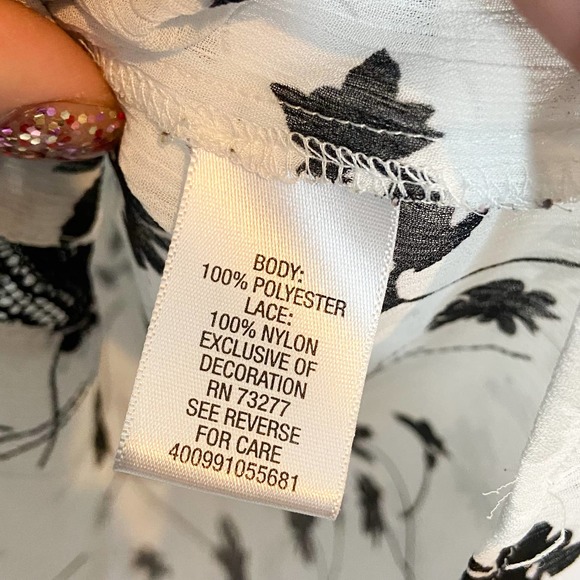 BODY:
100% POLYESTER
LACE:
100% NYLON
EXCLUSIVE OF
DECORATION
RN 73277
SEE REVERSE
FOR CARE
400991055681